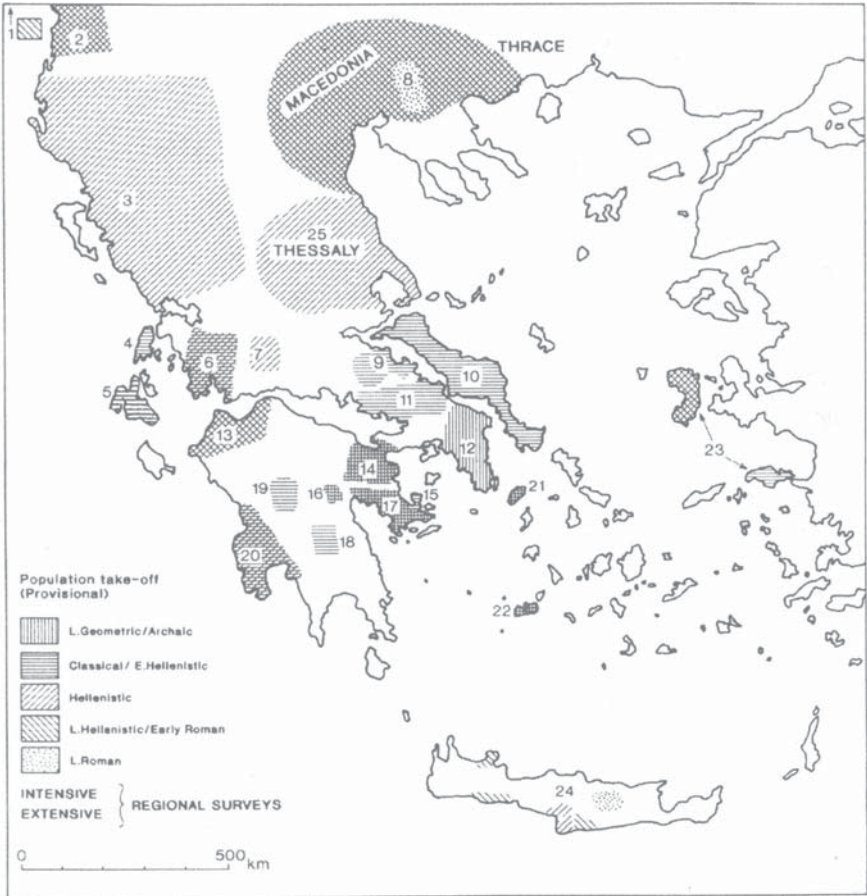 1
2
THRACE
MACEDONIA
8
3
25
THESSALY
4
5
6
7
9
10
11
12
13
14
15
16
17
18
19
20
21
22
23
24
Population take-off
(Provisional)
L.Geometric/Archaic
Classical/ E.Hellenistic
Hellenistic
L.Hellenistic/Early Roman
L.Roman
INTENSIVE
EXTENSIVE
REGIONAL SURVEYS
0 500 km